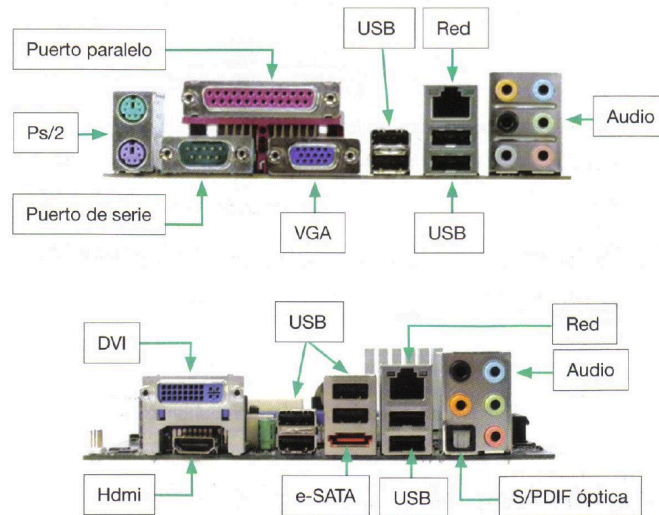 USB
Red
Puerto paralelo
Ps/2
Audio
Puerto de serie
VGA
USB
USB
Red
DVI
Audio
Hdmi
e-SATA
USB
S/PDIF óptica